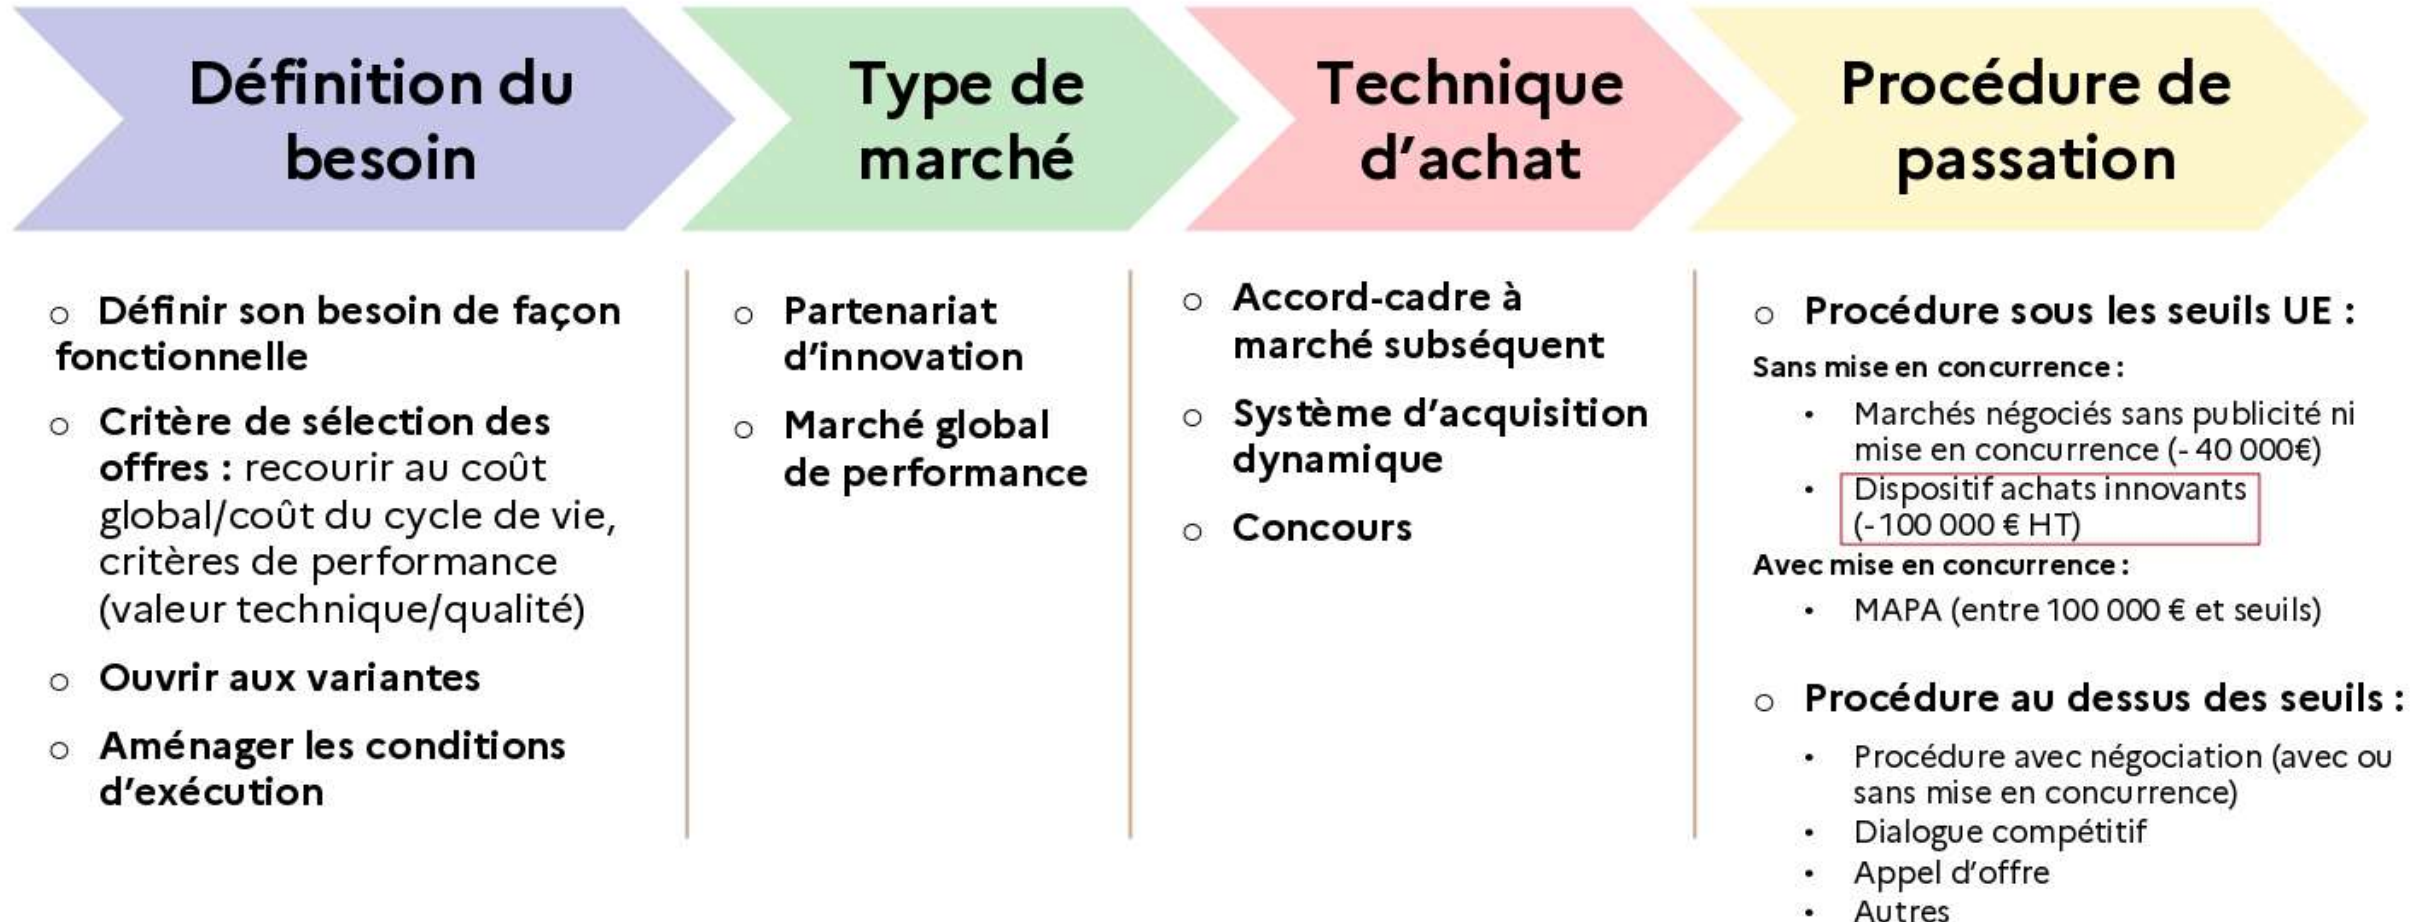 Définition du
besoin
Type de
marché
Technique
d’achat
Procédure de
passation
o Définir son besoin de façon
fonctionnelle
o Critère de sélection des
offres : recourir au coût
global/coût du cycle de vie,
critères de performance
(valeur technique/qualité)
o Ouvrir aux variantes
o Aménager les conditions
d’exécution
o Partenariat
d’innovation
o Marché global
de performance
o Accord-cadre à
marché subséquent
o Système d’acquisition
dynamique
o Concours
o Procédure sous les seuils UE :
Sans mise en concurrence :
• Marchés négociés sans publicité ni
mise en concurrence (- 40 000€)
• Dispositif achats innovants
(-100 000 € HT)
Avec mise en concurrence :
• MAPA (entre 100 000 € et seuils)
o Procédure au dessus des seuils :
• Procédure avec négociation (avec ou
sans mise en concurrence)
• Dialogue compétitif
• Appel d’offre
• Autres